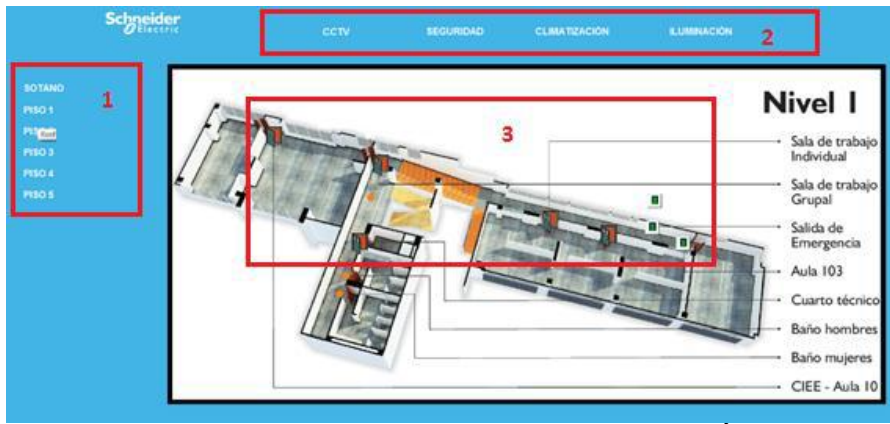 Schneider
Electric
CCTV
SEGURIDAD
CLIMATIZACIÓN
ILUMINACIÓN
2
SOTANO
1
PISO 1
PISO 3
PISO 4
PISO 5
3
Nivel 1
Sala de trabajo
Individual
Sala de trabajo
Grupal
Salida de
Emergencia
Aula 103
Cuarto técnico
Baño hombres
Baño mujeres
CIEE - Aula 10